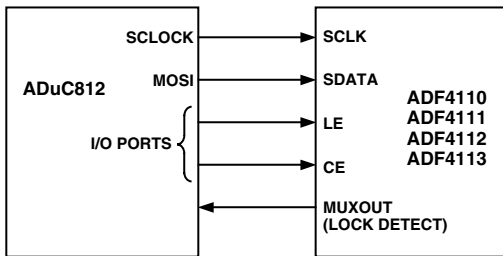 SCLOCK
SCLK
MOSI
SDATA
ADuC812
ADF4110
ADF4111
ADF4112
ADF4113
I/O PORTS
LE
CE
MUXOUT
(LOCK DETECT)